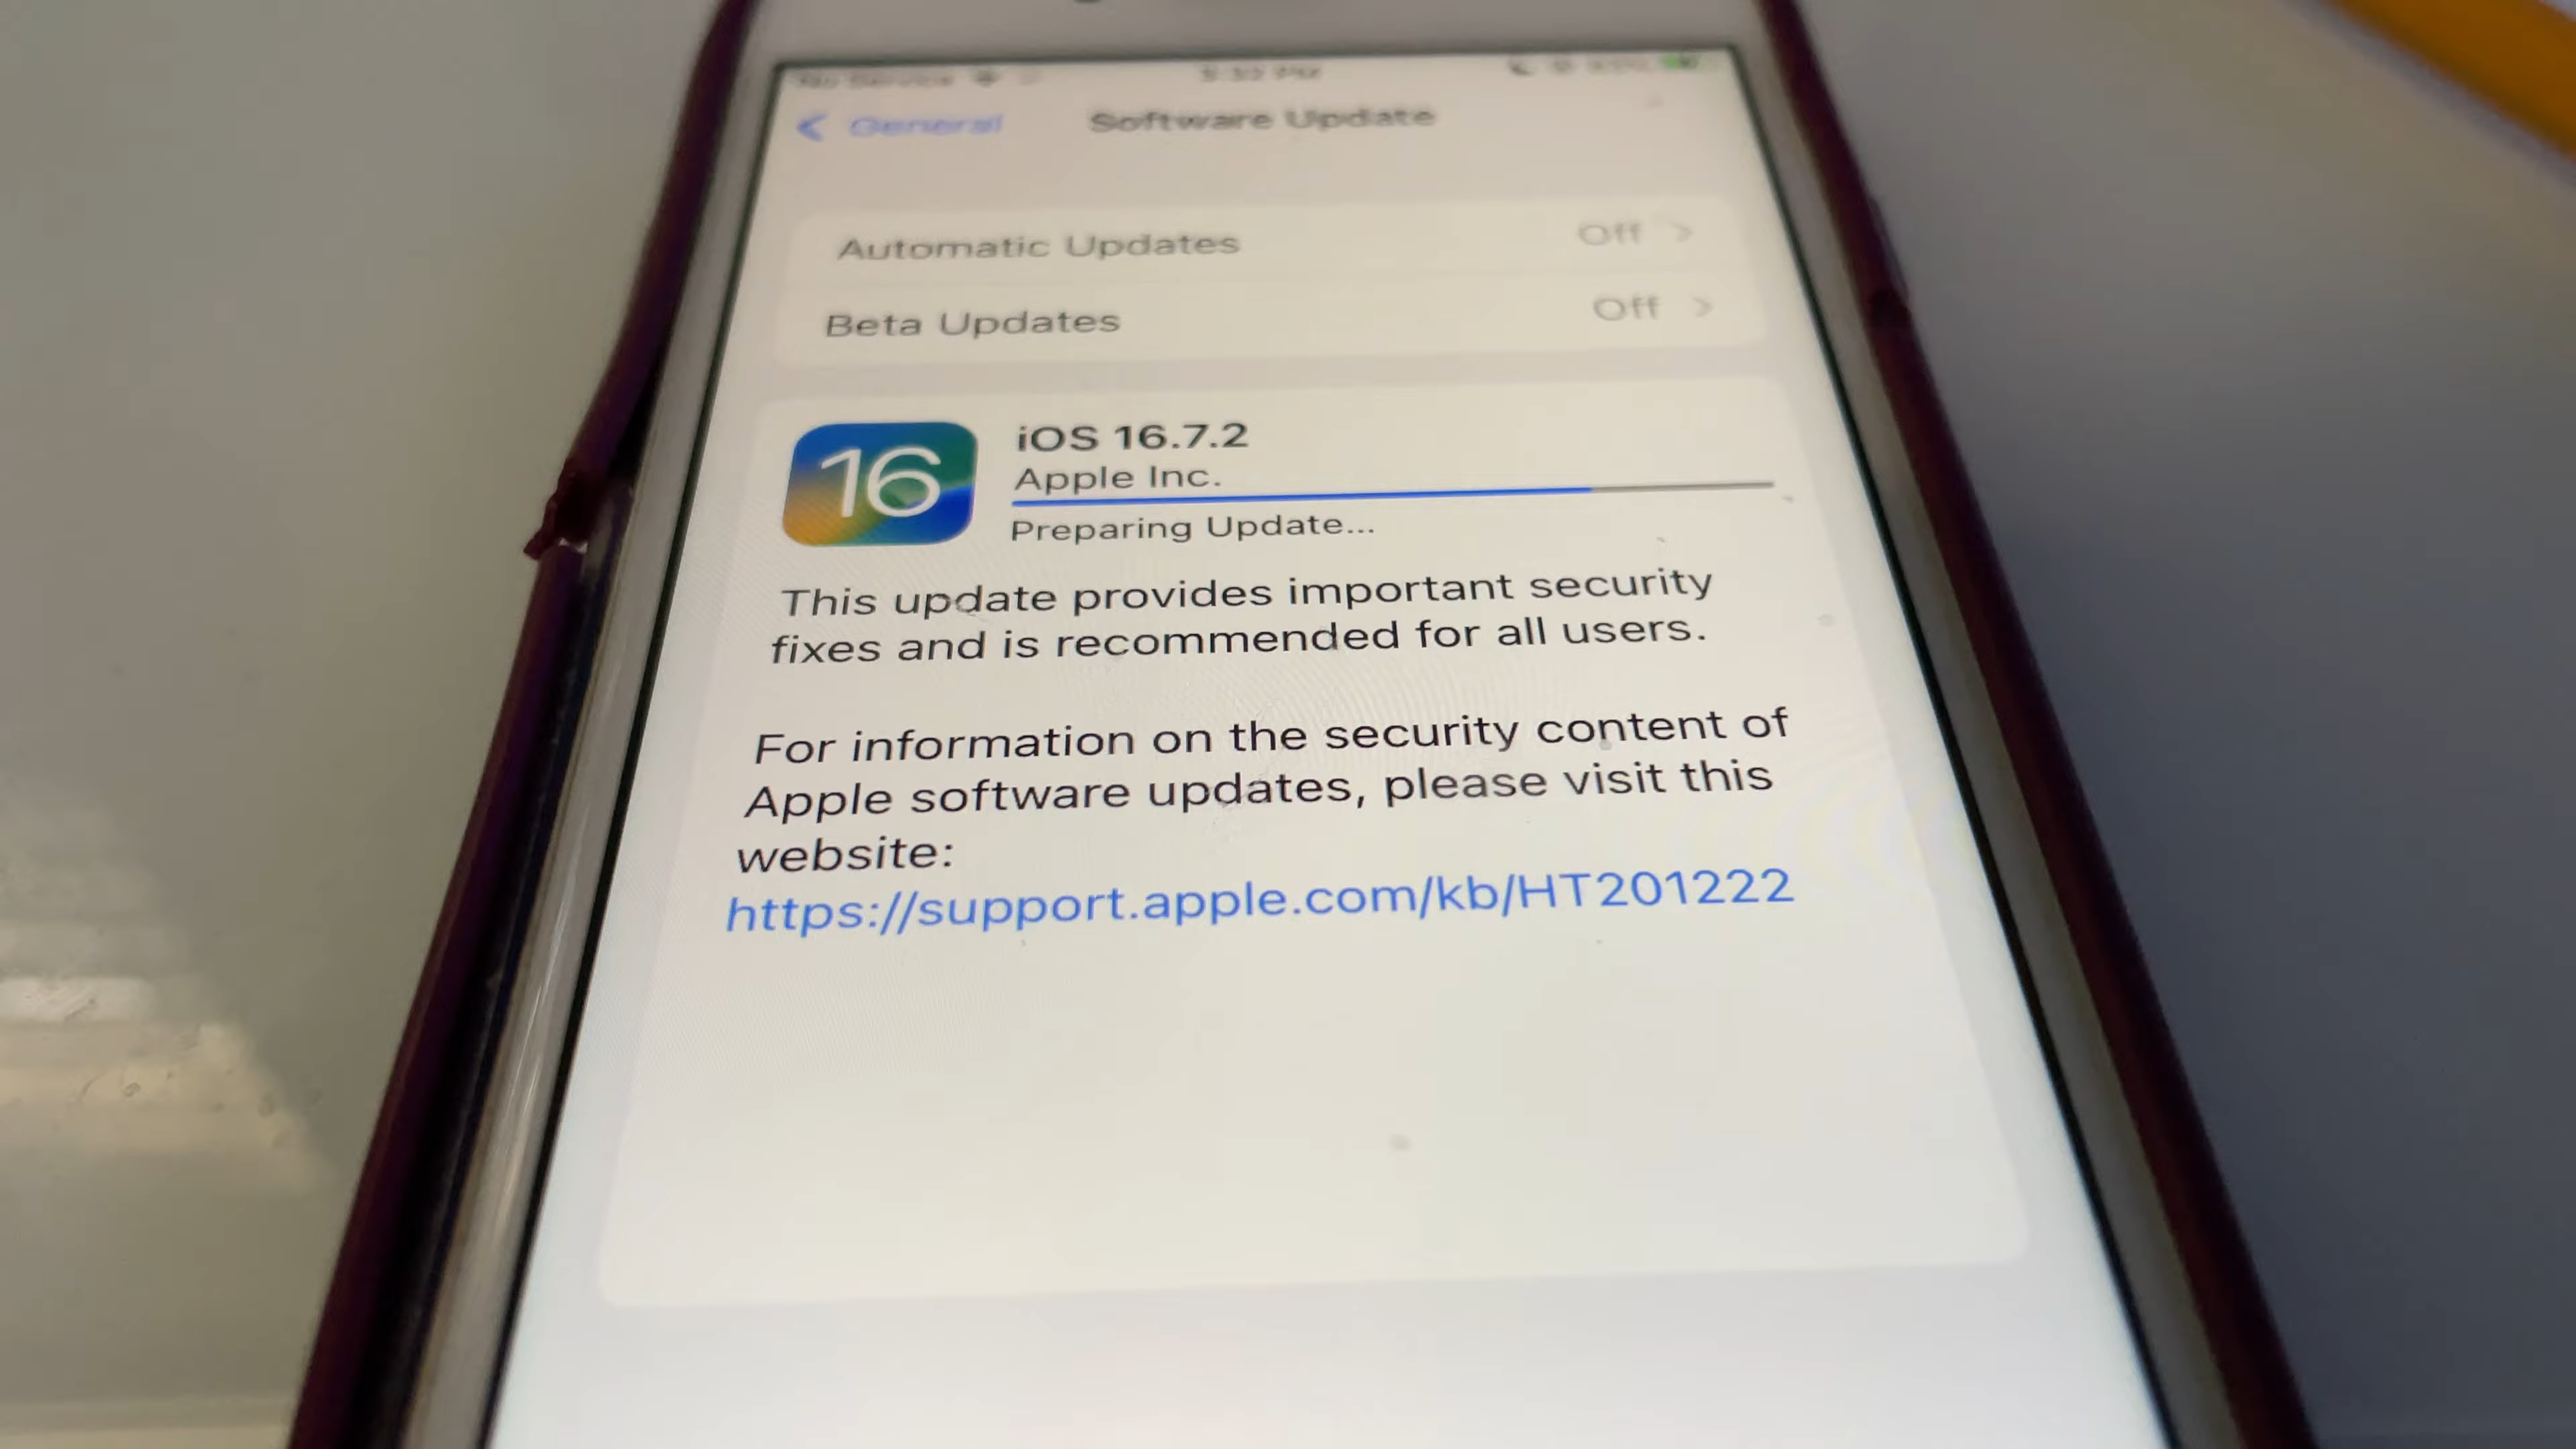 No Service
General
Software Update
Automatic Updates Off
Beta Updates Off
16
iOS 16.7.2
Apple Inc.
Preparing Update...
This update provides important security
fixes and is recommended for all users.
For information on the security content of
Apple software updates, please visit this
website:
https://support.apple.com/kb/HT201222